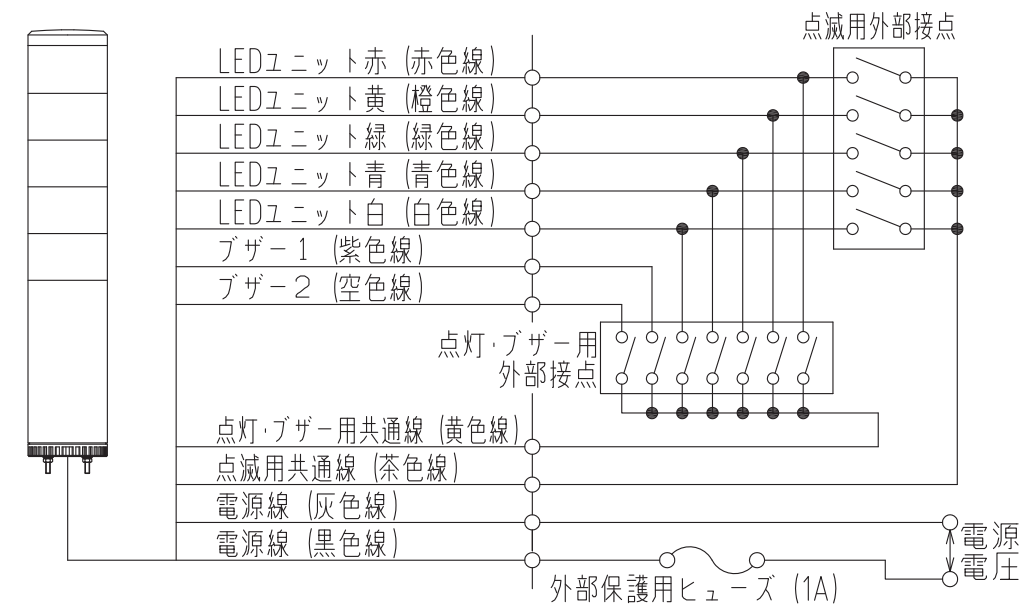 点滅用外部接点
LEDユニット赤 (赤色線)
LEDユニット黄 (橙色線)
LEDユニット緑 (緑色線)
LEDユニット青 (青色線)
LEDユニット白 (白色線)
ブザー1 (紫色線)
ブザー2 (空色線)
点灯・ブザー用
外部接点
点灯・ブザー用共通線 (黄色線)
点滅用共通線 (茶色線)
電源線 (灰色線)
電源線 (黒色線)
電源
電圧
外部保護用ヒューズ (1A)